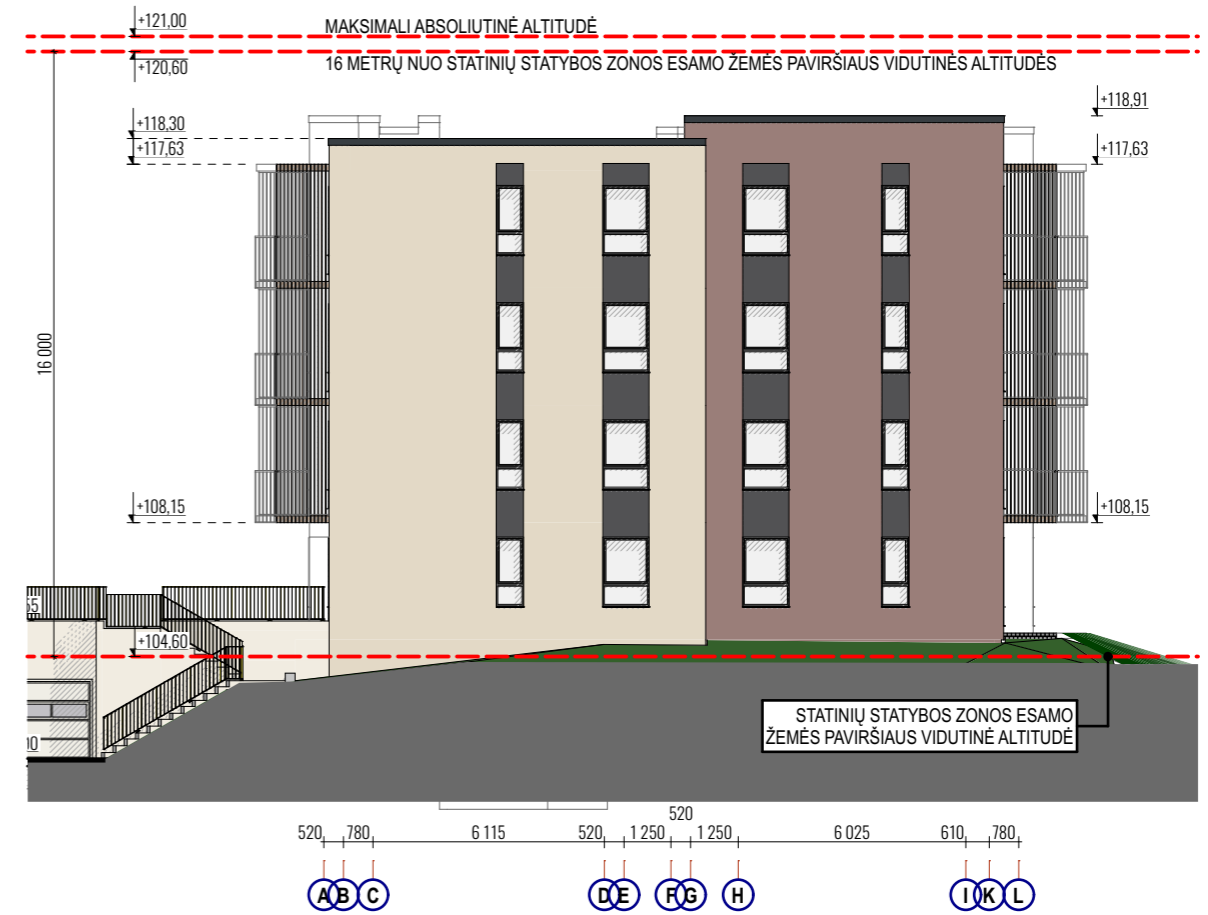 +121,00
MAKSIMALI ABSOLIUTINĖ ALTITUDĖ
+120,60
16 METRŲ NUO STATINIŲ STATYBOS ZONOS ESAMO ŽEMĖS PAVIRŠIAUS VIDUTINĖS ALTITUDĖS
+118,30
+118,91
+117,63
+117,63
16 000
+108,15
+108,15
+104,60
STATINIŲ STATYBOS ZONOS ESAMO
ŽEMĖS PAVIRŠIAUS VIDUTINĖ ALTITUDĖ
520
520 780 6 115 520 1 250 1 250 6 025 610 780
A B C D E F G H I K L